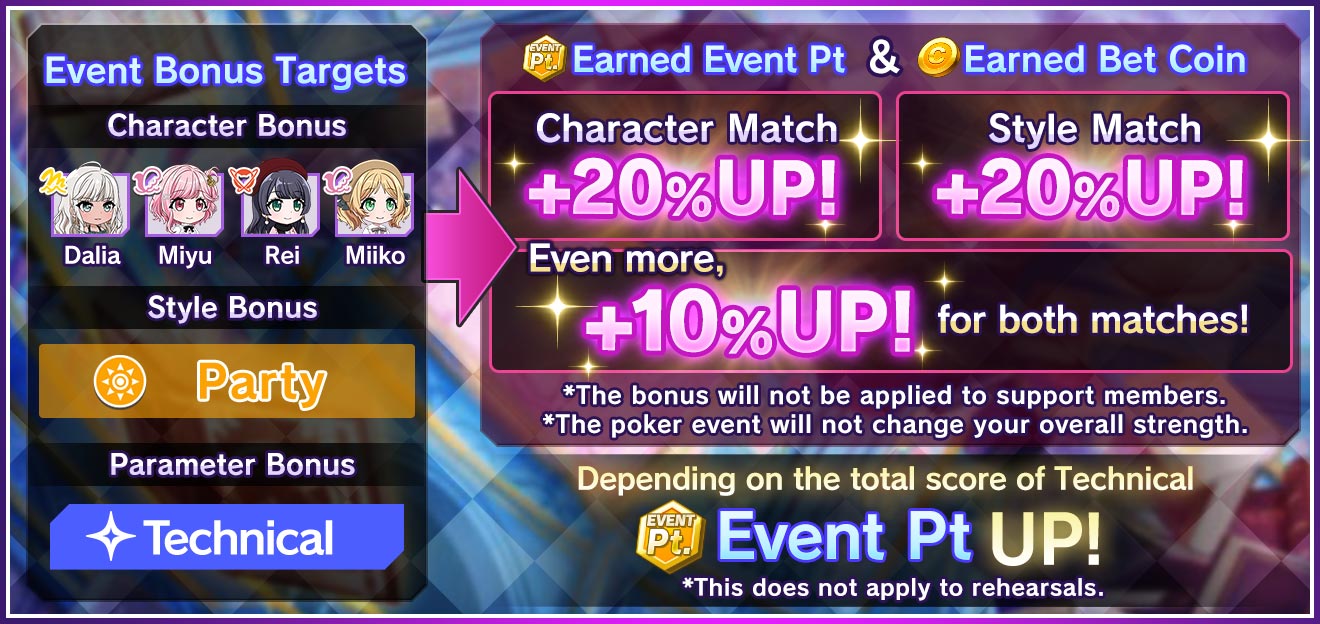 Event Bonus Targets
Character Bonus
Dalia Miyu Rei Miiko
Style Bonus
Party
Parameter Bonus
Technical
EVENT Pt. Earned Event Pt & C Earned Bet Coin
Character Match
+20%UP!
Style Match
+20%UP!
Even more,
+10%UP! for both matches!
*The bonus will not be applied to support members.
*The poker event will not change your overall strength.
Depending on the total score of Technical
EVENT Pt. Event Pt UP!
*This does not apply to rehearsals.